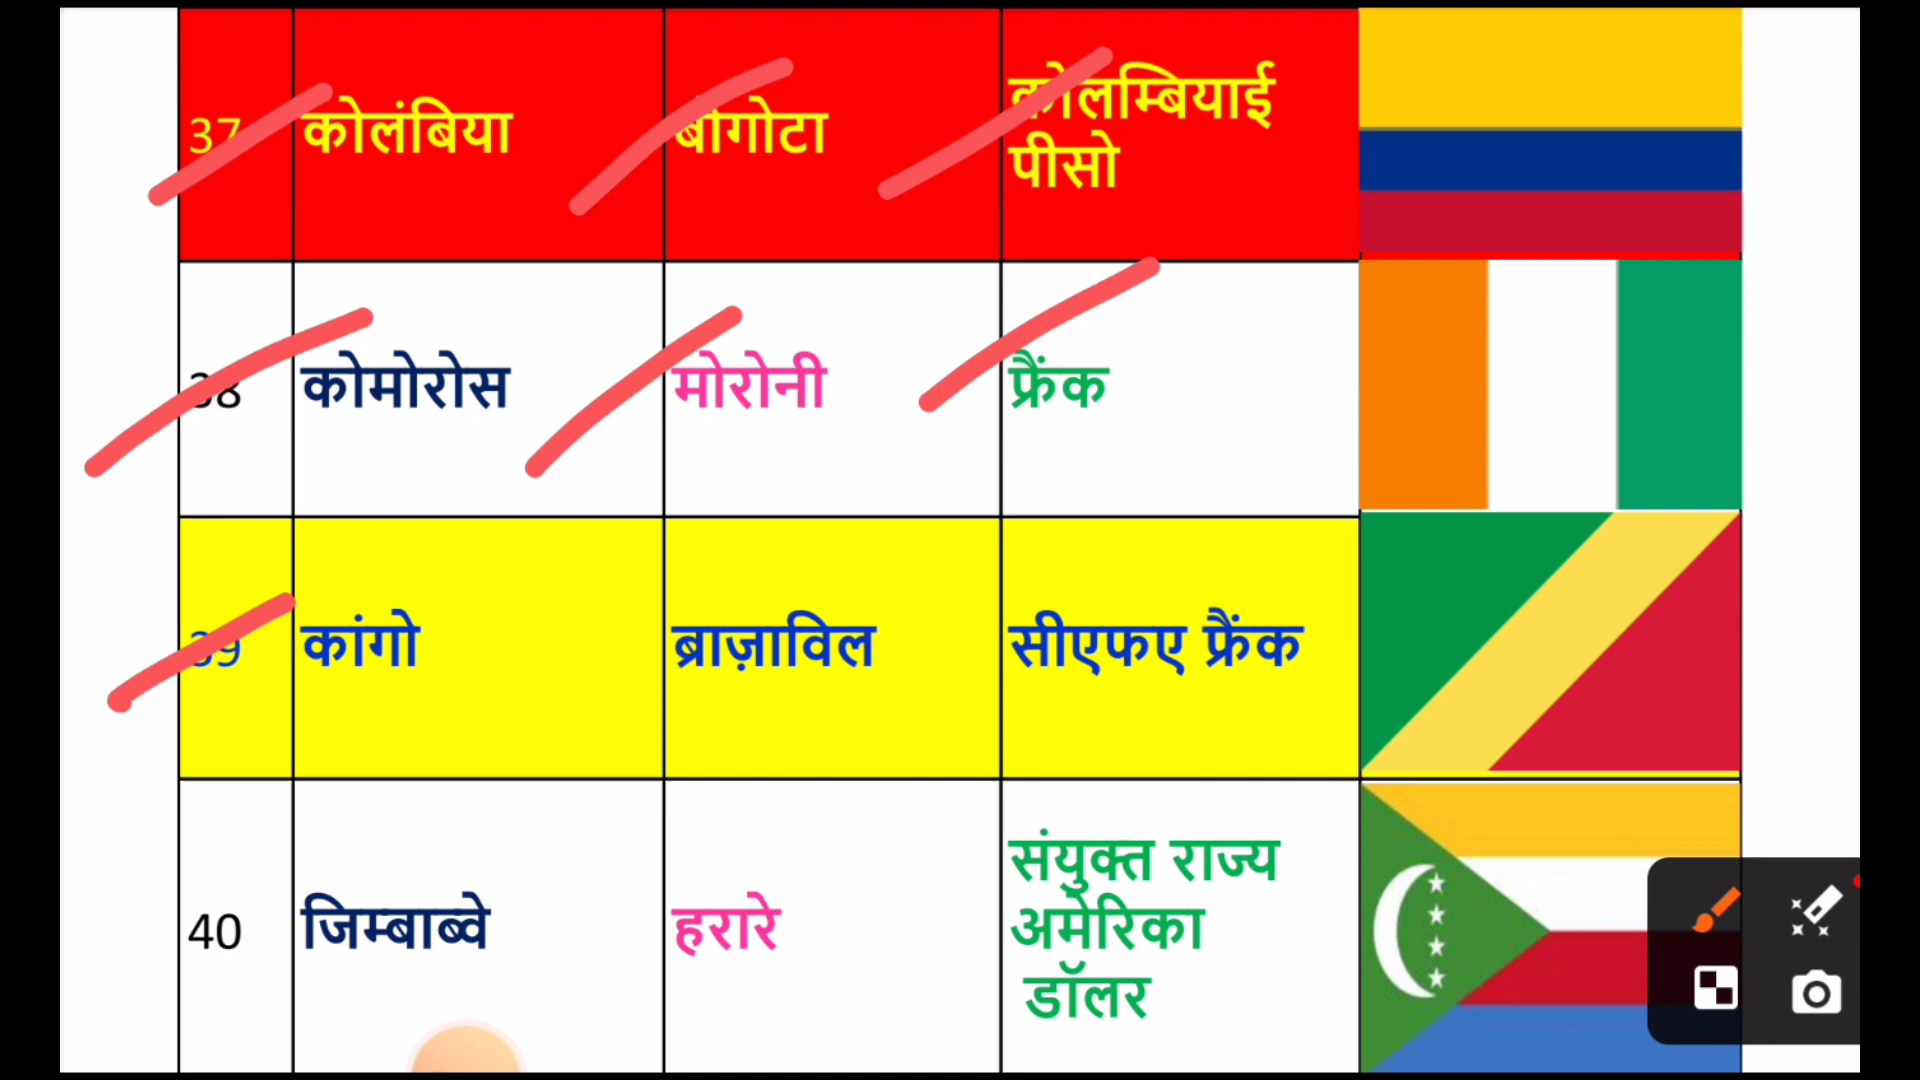 37 कोलंबिया बोगोटा कोलम्बियाई
पीसो
38 कोमोरोस मोरोनी फ्रैंक
39 कांगो ब्राज़ाविल सीएफए फ्रैंक
40 जिम्बाब्वे हरारे संयुक्त राज्य
अमेरिका
डॉलर